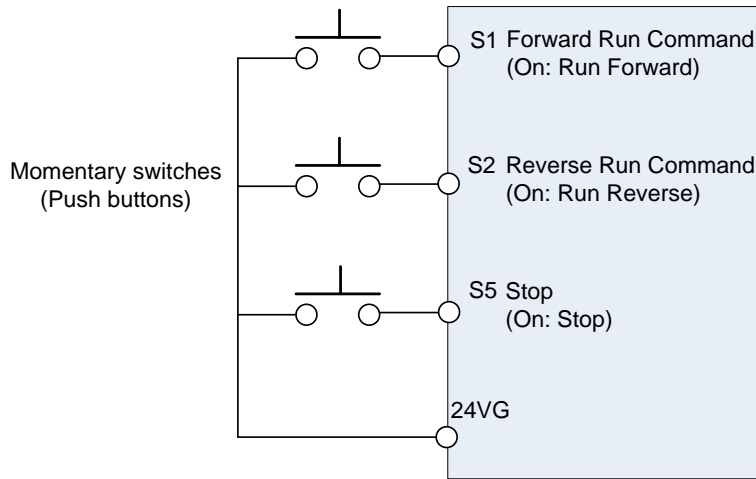 S1 Forward Run Command
(On: Run Forward)
Momentary switches
(Push buttons)
S2 Reverse Run Command
(On: Run Reverse)
S5 Stop
(On: Stop)
24VG